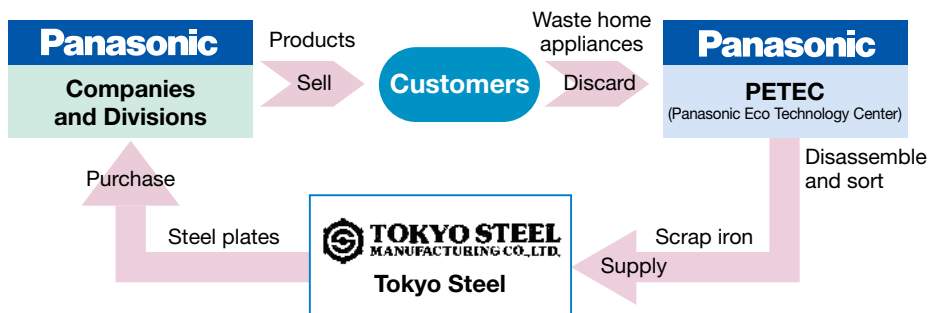 Panasonic
Companies
and Divisions
Products
Sell
Customers
Waste home
appliances
Discard
Panasonic
PETEC
(Panasonic Eco Technology Center)
Disassemble
and sort
Scrap iron
Supply
TOKYO STEEL
MANUFACTURING CO.,LTD.
Tokyo Steel
Steel plates
Purchase